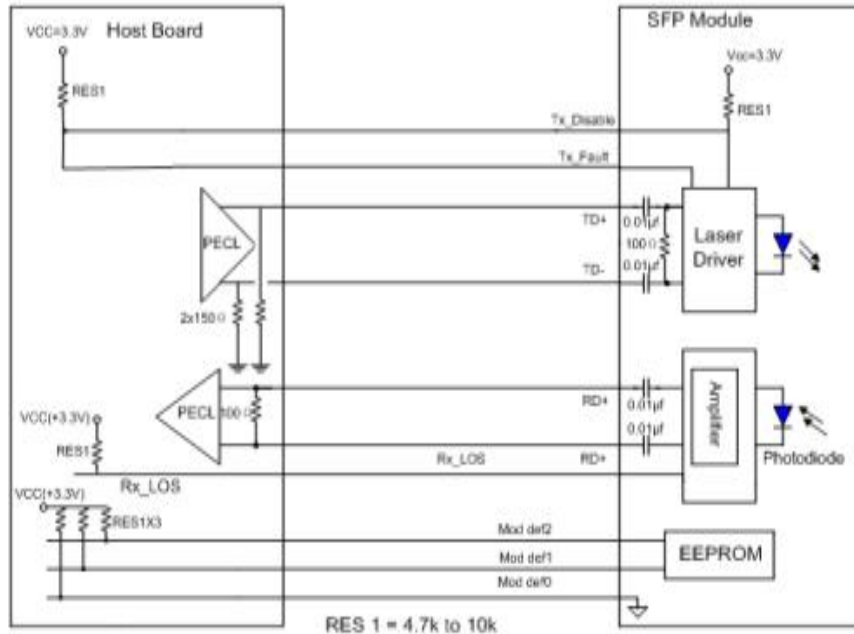 Host Board
SFP Module
VCC=3.3V
RES1
Vcc=3.3V
RES1
Tx_Disable
Tx_Fault
PECL
2x150Ω
TD+
0.01µf
100Ω
TD-
0.01µf
Laser
Driver
PECL
100Ω
RD+
0.01µf
0.01µf
Amplifier
Photodiode
VCC(+3.3V)
RES1
Rx_LOS
Rx_LOS
RD+
VCC(+3.3V)
RES1X3
Mod def2
Mod def1
Mod def0
EEPROM
RES 1 = 4.7k to 10k